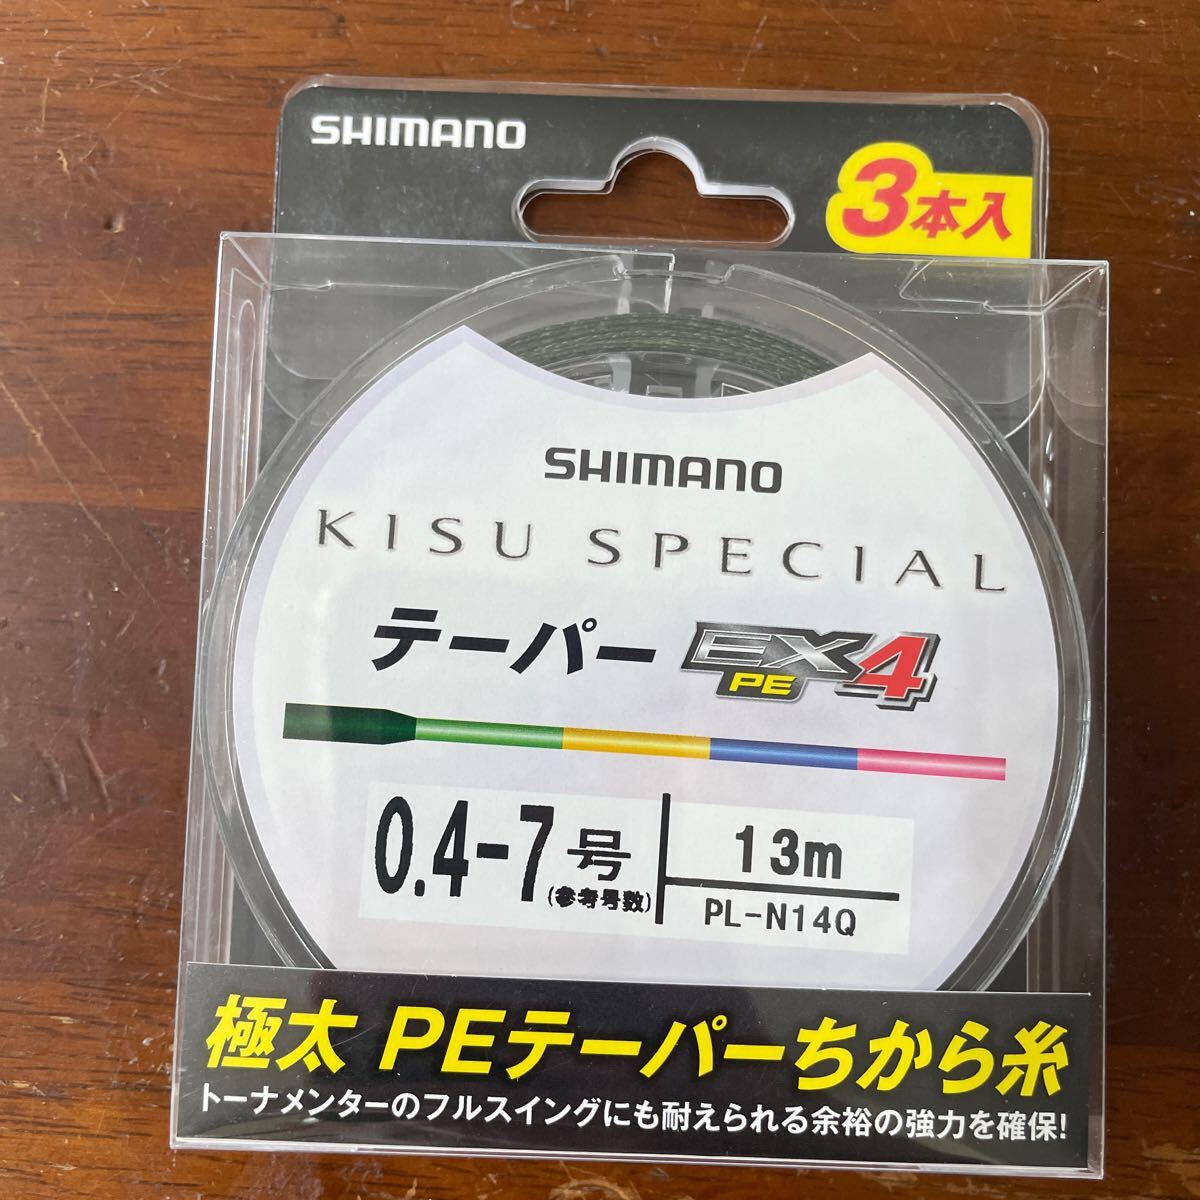 SHIMANO
3本入
SHIMANO
KISU SPECIAL
テーパー EX4
PE
0.4-7号
(参考号数)
13m
PL-N14Q
極太 PEテーパーちから糸
トーナメンターのフルスイングにも耐えられる余裕の強力を確保!